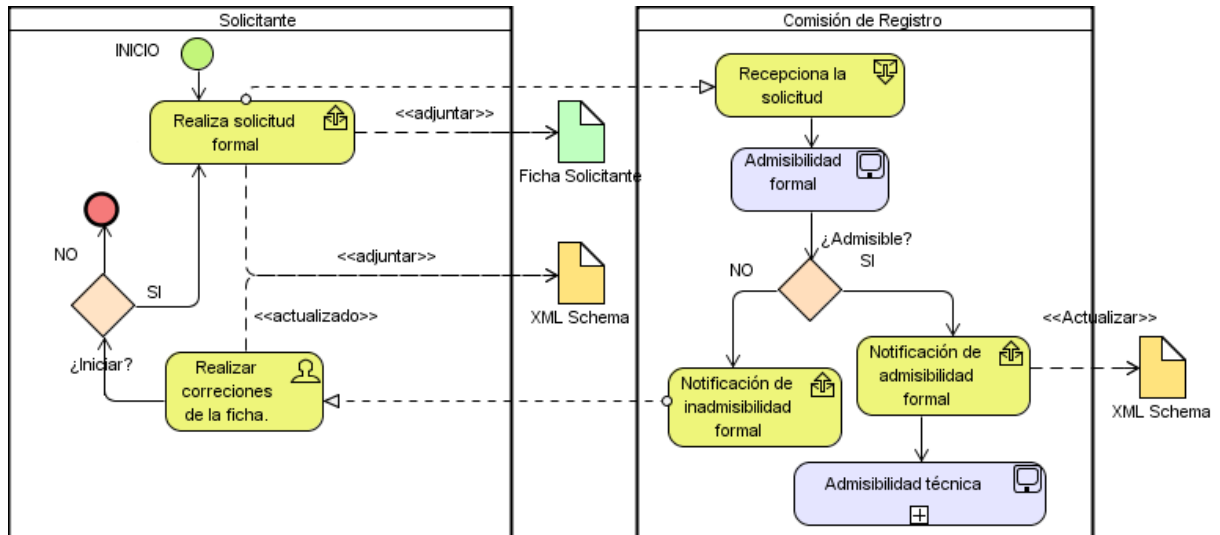 Solicitante
Comisión de Registro
INICIO
Realiza solicitud
formal
<<adjuntar>>
Ficha Solicitante
Recepciona la
solicitud
Admisibilidad
formal
¿Admisible?
SI
NO
NO
SI
<<adjuntar>>
XML Schema
<<actualizado>>
¿Iniciar?
Realizar
correciones
de la ficha.
Notificación de
inadmisibilidad
formal
Notificación de
admisibilidad
formal
<<Actualizar>>
XML Schema
Admisibilidad técnica